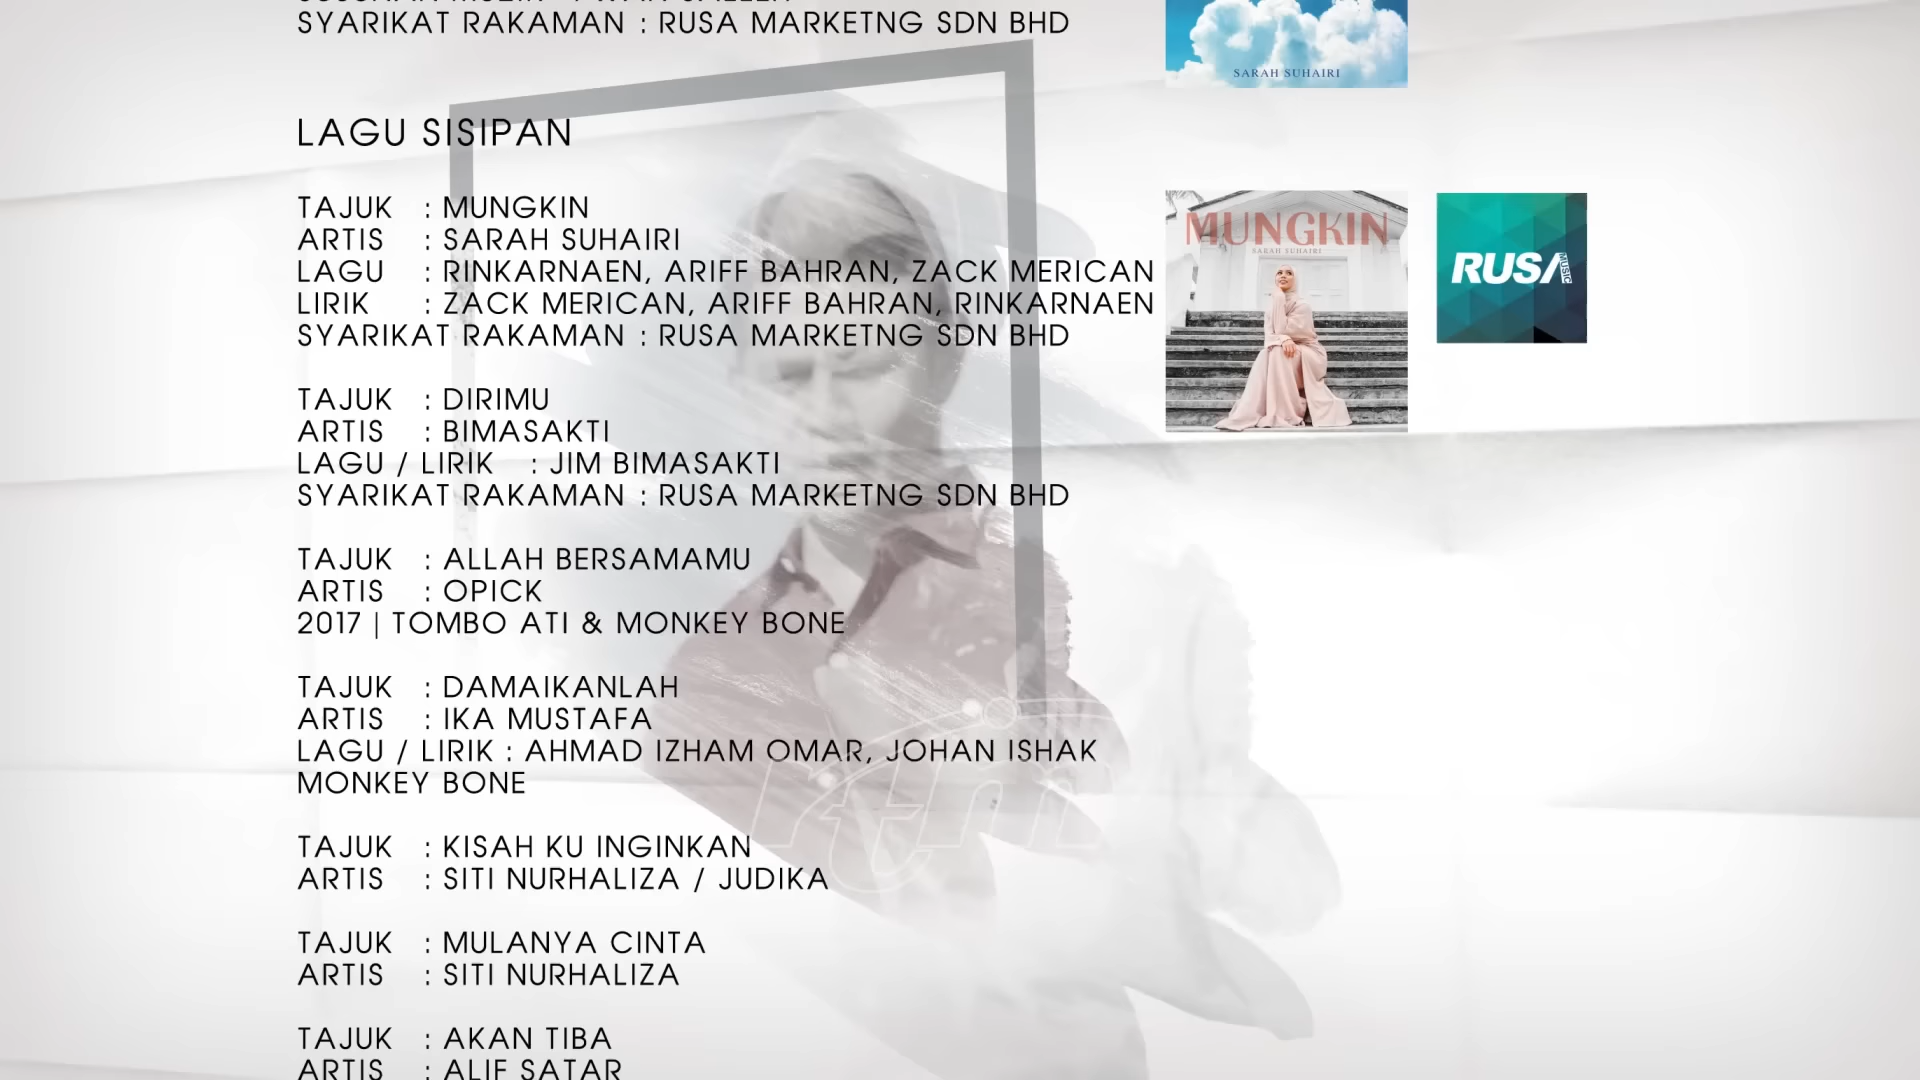 SYARIKAT RAKAMAN : RUSA MARKETNG SDN BHD
SARAH SUHAIRI
LAGU SISIPAN
TAJUK : MUNGKIN
ARTIS : SARAH SUHAIRI
LAGU : RINKARNAEN, ARIFF BAHRAN, ZACK MERICAN
LIRIK : ZACK MERICAN, ARIFF BAHRAN, RINKARNAEN
SYARIKAT RAKAMAN : RUSA MARKETNG SDN BHD
MUNGKIN
SARAH SUHAIRI
RUSA
MUSIC
TAJUK : DIRIMU
ARTIS : BIMASAKTI
LAGU / LIRIK : JIM BIMASAKTI
SYARIKAT RAKAMAN : RUSA MARKETNG SDN BHD
TAJUK : ALLAH BERSAMAMU
ARTIS : OPICK
2017 | TOMBO ATI & MONKEY BONE
TAJUK : DAMAIKANLAH
ARTIS : IKA MUSTAFA
LAGU / LIRIK : AHMAD IZHAM OMAR, JOHAN ISHAK
MONKEY BONE
rtm
TAJUK : KISAH KU INGINKAN
ARTIS : SITI NURHALIZA / JUDIKA
TAJUK : MULANYA CINTA
ARTIS : SITI NURHALIZA
TAJUK : AKAN TIBA
ARTIS : ALIF SATAR